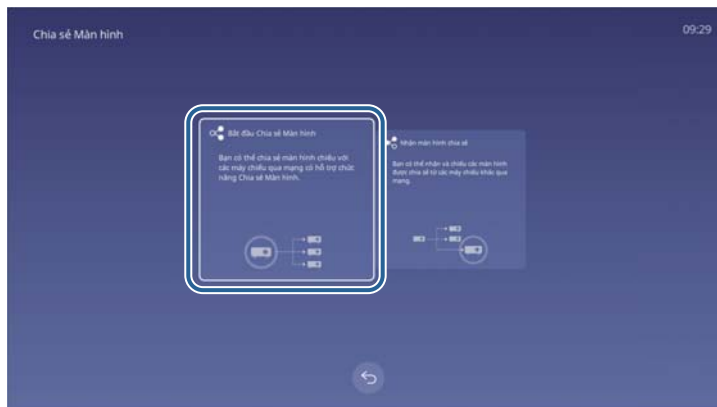 Chia sẻ Màn hình
09:29
Bắt đầu Chia sẻ Màn hình
Bạn có thể chia sẻ màn hình chiếu với
các máy chiếu qua mạng có hỗ trợ chức
năng Chia sẻ Màn hình.
Nhận màn hình chia sẻ
Bạn có thể nhận và chiếu các màn hình
được chia sẻ từ các máy chiếu khác qua
mạng.